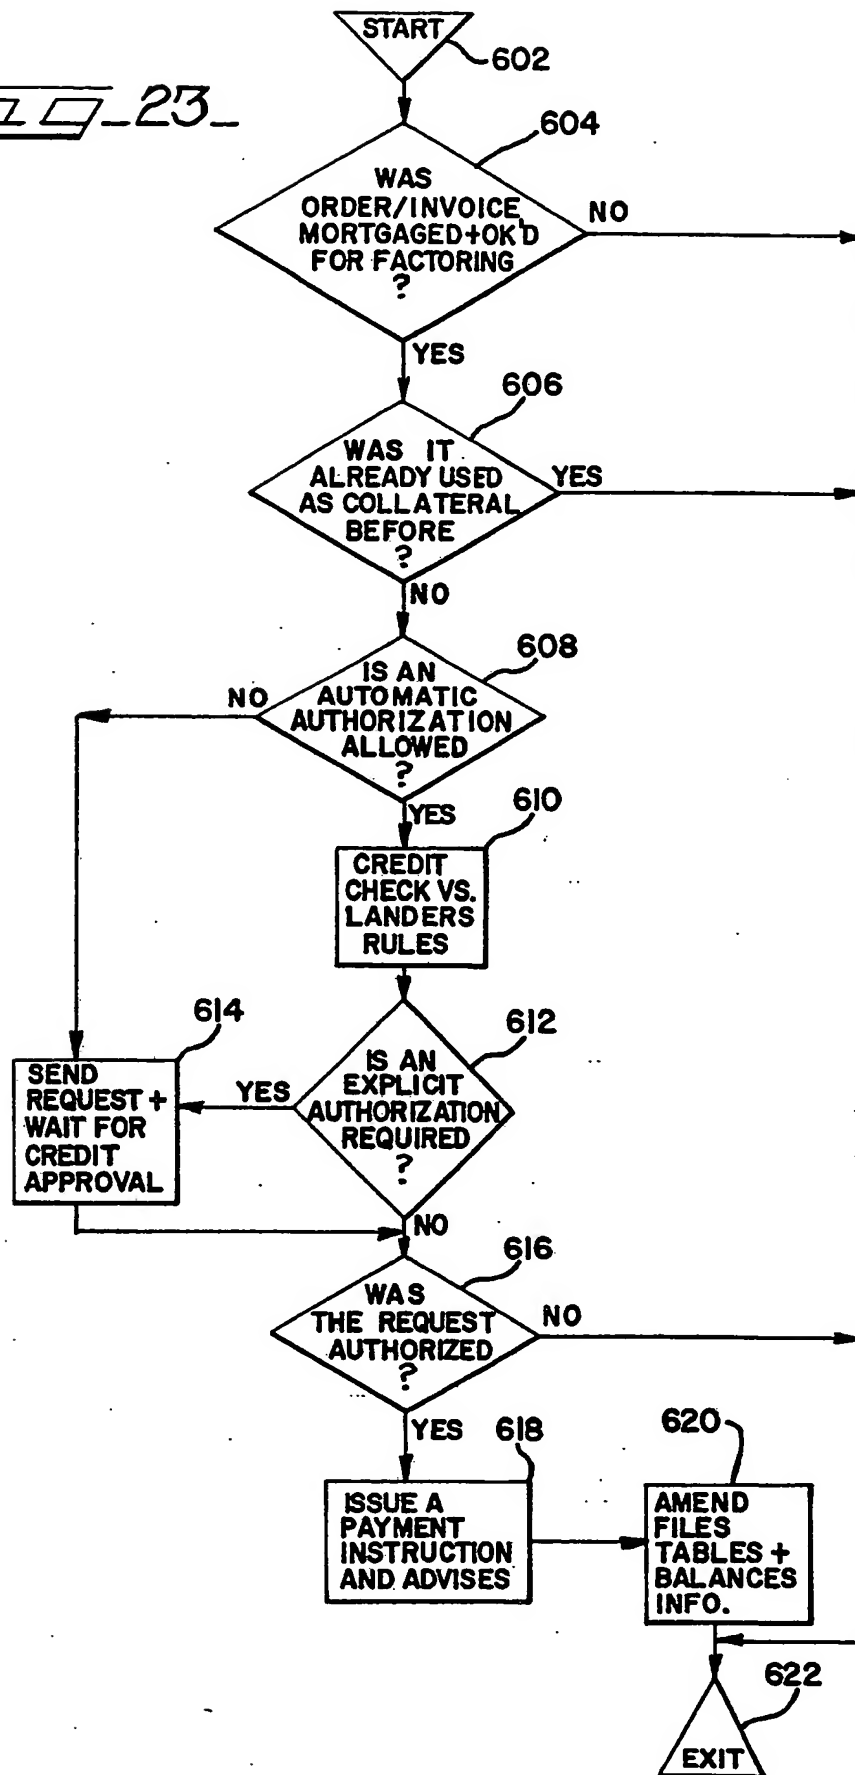 START
602
g-23-
604
WAS
ORDER/INVOICE
MORTGAGED+OK'D
FOR FACTORING
?
NO
YES
606
WAS IT
ALREADY USED
AS COLLATERAL
BEFORE
?
YES
NO
608
IS AN
AUTOMATIC
AUTHORIZATION
ALLOWED
?
NO
YES
610
CREDIT
CHECK VS.
LANDERS
RULES
614
SEND
REQUEST +
WAIT FOR
CREDIT
APPROVAL
612
IS AN
EXPLICIT
AUTHORIZATION
REQUIRED
?
YES
NO
616
WAS
THE REQUEST
AUTHORIZED
?
NO
YES
618
ISSUE A
PAYMENT
INSTRUCTION
AND ADVISES
620
AMEND
FILES
TABLES +
BALANCES
INFO.
622
EXIT